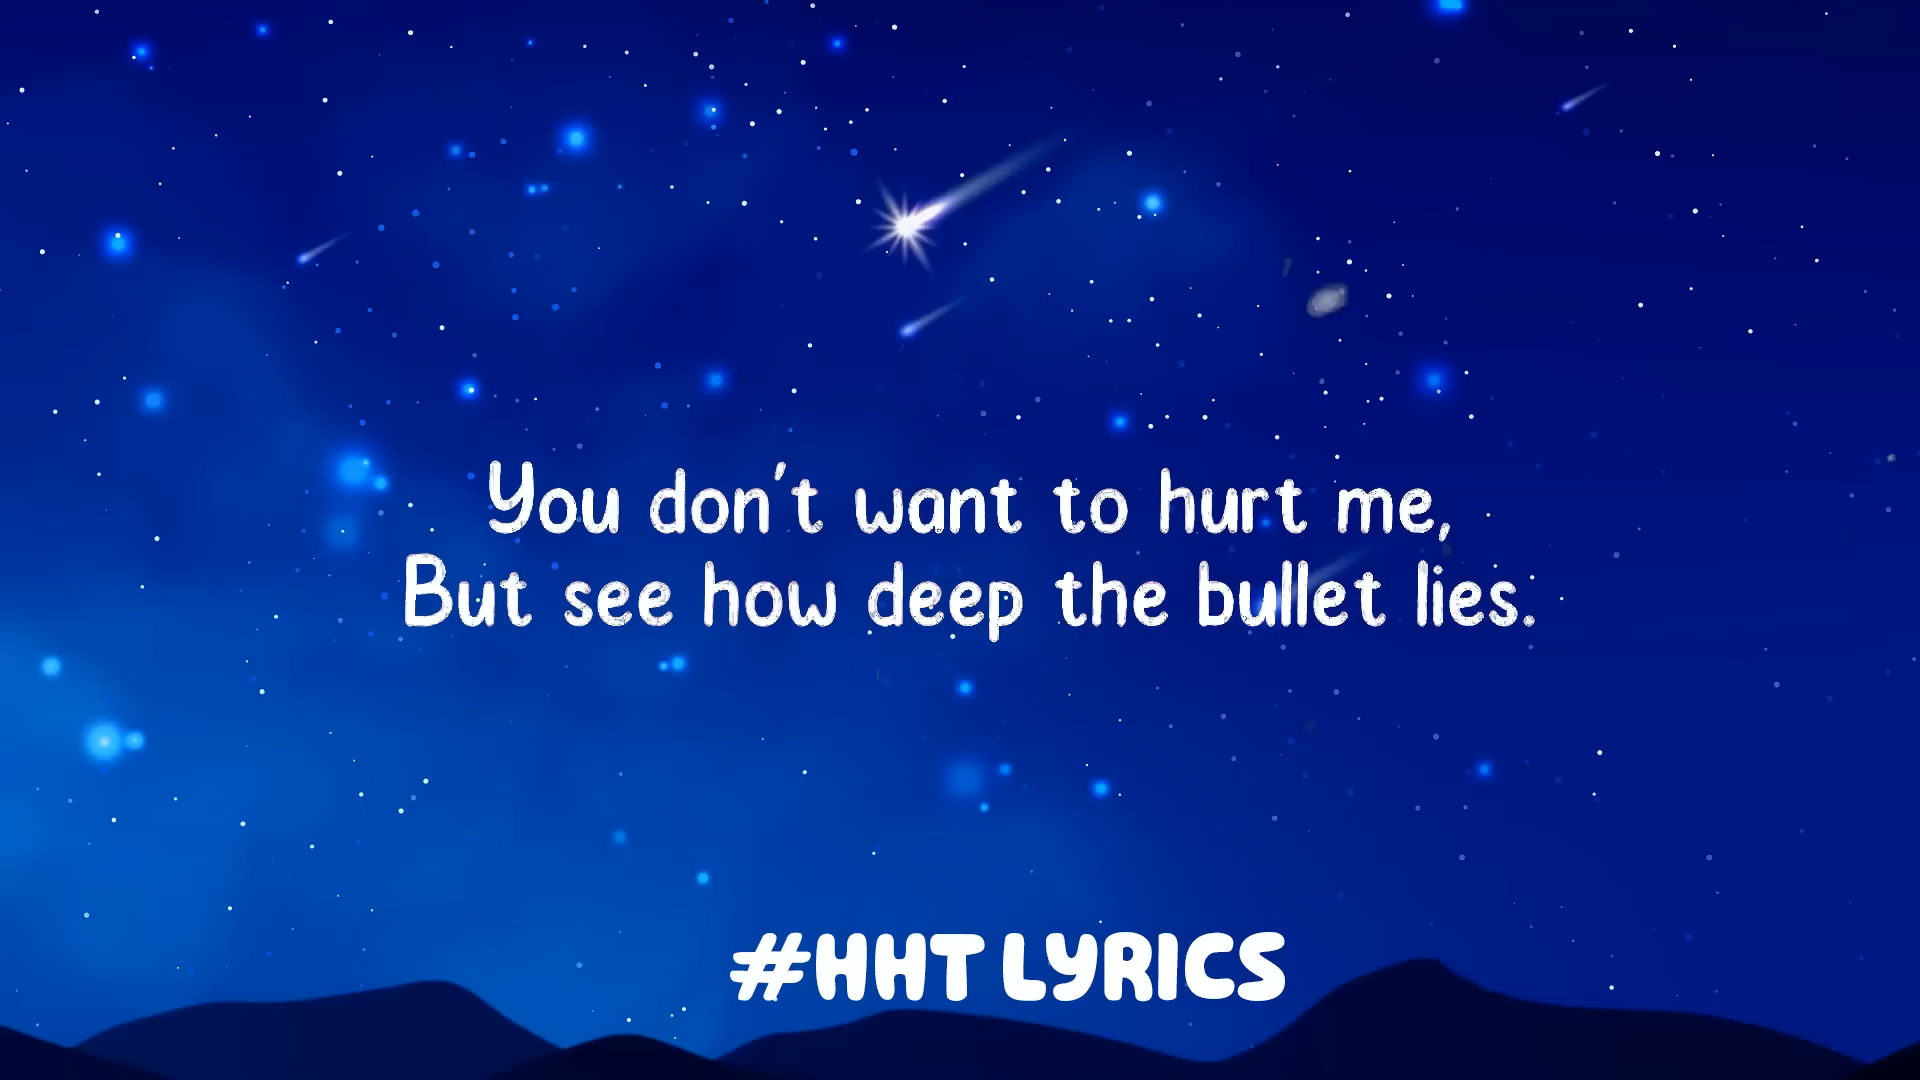 You don't want to hurt me,
But see how deep the bullet lies.
#HHT LYRICS